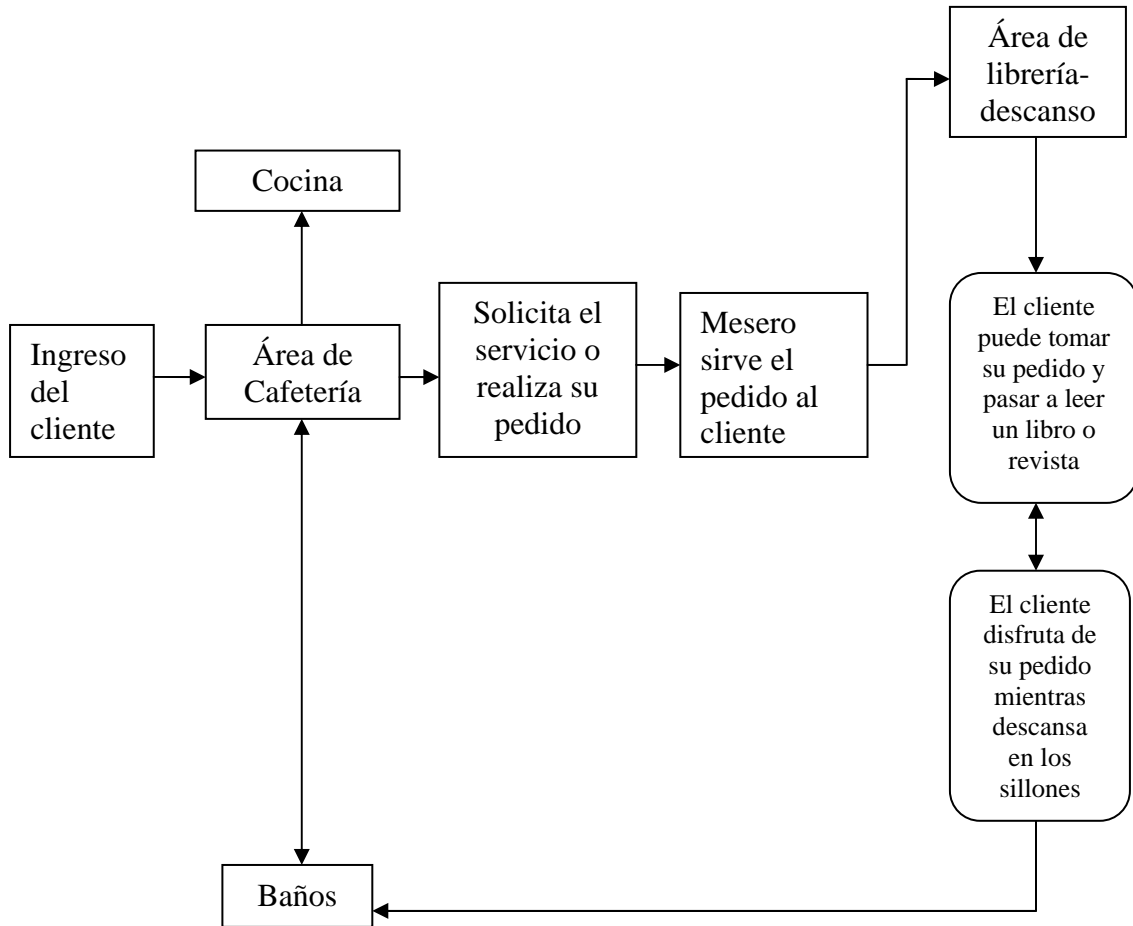 Área de
librería-
descanso
Cocina
Ingreso
del
cliente
Área de
Cafetería
Solicita el
servicio o
realiza su
pedido
Mesero
sirve el
pedido al
cliente
El cliente
puede tomar
su pedido y
pasar a leer
un libro o
revista
El cliente
disfruta de
su pedido
mientras
descansa
en los
sillones
Baños